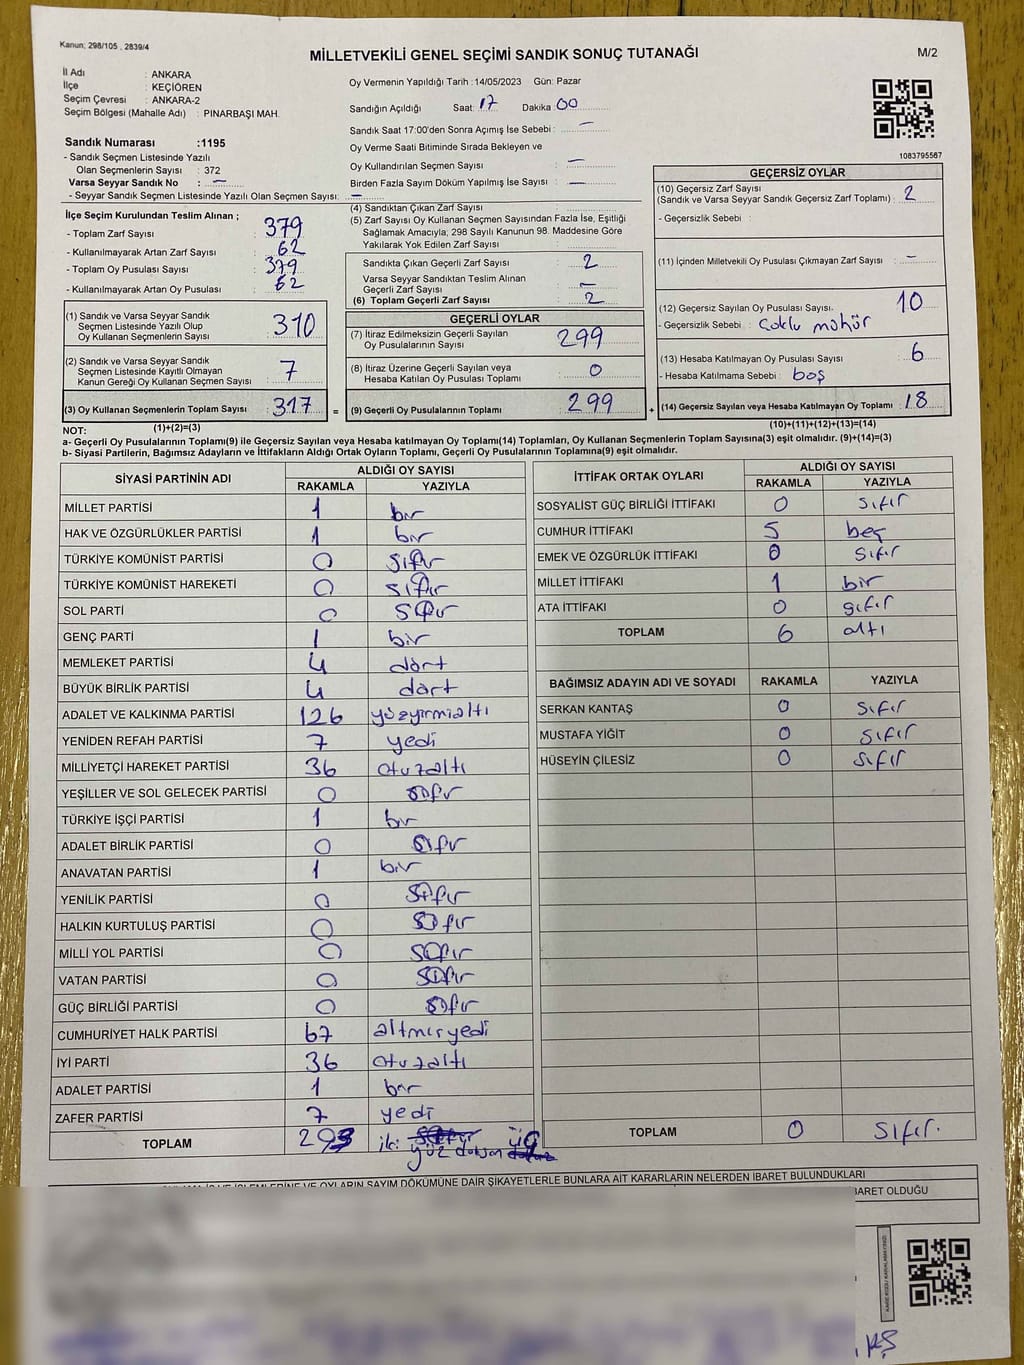 Kanun; 298/105 , 2839/4
MİLLETVEKİLİ GENEL SEÇİMİ SANDIK SONUÇ TUTANAĞI
M/2
İl Adı : ANKARA
İlçe : KEÇİÖREN
Seçim Çevresi : ANKARA-2
Seçim Bölgesi (Mahalle Adı) : PINARBAŞI MAH.
Sandık Numarası :1195
- Sandık Seçmen Listesinde Yazılı
Olan Seçmenlerin Sayısı : 372
Varsa Seyyar Sandık No : –
- Seyyar Sandık Seçmen Listesinde Yazılı Olan Seçmen Sayısı: –
Oy Vermenin Yapıldığı Tarih :14/05/2023 Gün: Pazar
Sandığın Açıldığı Saat: 17 Dakika 00
Sandık Saat 17:00'den Sonra Açımış İse Sebebi : –
Oy Verme Saati Bitiminde Sırada Bekleyen ve
Oy Kullandırılan Seçmen Sayısı –
Birden Fazla Sayım Döküm Yapılmış İse Sayısı –
1083795567
İlçe Seçim Kurulundan Teslim Alınan ;
- Toplam Zarf Sayısı : 379
- Kullanılmayarak Artan Zarf Sayısı : 62
- Toplam Oy Pusulası Sayısı : 379
- Kullanılmayarak Artan Oy Pusulası : 62
(1) Sandık ve Varsa Seyyar Sandık
Seçmen Listesinde Yazılı Olup
Oy Kullanan Seçmenlerin Sayısı : 310
(2) Sandık ve Varsa Seyyar Sandık
Seçmen Listesinde Kayıtlı Olmayan
Kanun Gereği Oy Kullanan Seçmen Sayısı : 7
(3) Oy Kullanan Seçmenlerin Toplam Sayısı : 317
(1)+(2)=(3)
(4) Sandıktan Çıkan Zarf Sayısı :
(5) Zarf Sayısı Oy Kullanan Seçmen Sayısından Fazla İse, Eşitliği
Sağlamak Amacıyla; 298 Sayılı Kanunun 98. Maddesine Göre
Yakılarak Yok Edilen Zarf Sayısı :
Sandıkta Çıkan Geçerli Zarf Sayısı : 2
Varsa Seyyar Sandıktan Teslim Alınan
Geçerli Zarf Sayısı : –
(6) Toplam Geçerli Zarf Sayısı : 2
GEÇERLİ OYLAR
(7) İtiraz Edilmeksizin Geçerli Sayılan
Oy Pusulalarının Sayısı : 299
(8) İtiraz Üzerine Geçerli Sayılan veya
Hesaba Katılan Oy Pusulası Toplamı : 0
= (9) Geçerli Oy Pusulalarının Toplamı : 299 +
GEÇERSİZ OYLAR
(10) Geçersiz Zarf Sayısı
(Sandık ve Varsa Seyyar Sandık Geçersiz Zarf Toplamı) : 2
- Geçersizlik Sebebi :
(11) İçinden Milletvekili Oy Pusulası Çıkmayan Zarf Sayısı : –
(12) Geçersiz Sayılan Oy Pusulası Sayısı. : 10
- Geçersizlik Sebebi : Çoklu mühür
(13) Hesaba Katılmayan Oy Pusulası Sayısı : 6
- Hesaba Katılmama Sebebi : boş
(14) Geçersiz Sayılan veya Hesaba Katılmayan Oy Toplamı : 18
(10)+(11)+(12)+(13)=(14)
NOT:
a- Geçerli Oy Pusulalarının Toplamı(9) ile Geçersiz Sayılan veya Hesaba katılmayan Oy Toplamı(14) Toplamları, Oy Kullanan Seçmenlerin Toplam Sayısına(3) eşit olmalıdır. (9)+(14)=(3)
b- Siyasi Partilerin, Bağımsız Adayların ve İttifakların Aldığı Ortak Oyların Toplamı, Geçerli Oy Pusulalarının Toplamına(9) eşit olmalıdır.
SİYASİ PARTİNİN ADI ALDIĞI OY SAYISI
RAKAMLA YAZIYLA
MİLLET PARTİSİ 1 bir
HAK VE ÖZGÜRLÜKLER PARTİSİ 1 bir
TÜRKİYE KOMÜNİST PARTİSİ 0 sıfır
TÜRKİYE KOMÜNİST HAREKETİ 0 sıfır
SOL PARTİ 0 sıfır
GENÇ PARTİ 1 bir
MEMLEKET PARTİSİ 4 dört
BÜYÜK BİRLİK PARTİSİ 4 dört
ADALET VE KALKINMA PARTİSİ 126 yüzyirmialtı
YENİDEN REFAH PARTİSİ 7 yedi
MİLLİYETÇİ HAREKET PARTİSİ 36 otuzaltı
YEŞİLLER VE SOL GELECEK PARTİSİ 0 sıfır
TÜRKİYE İŞÇİ PARTİSİ 1 bir
ADALET BİRLİK PARTİSİ 0 sıfır
ANAVATAN PARTİSİ 1 bir
YENİLİK PARTİSİ 0 sıfır
HALKIN KURTULUŞ PARTİSİ 0 sıfır
MİLLİ YOL PARTİSİ 0 sıfır
VATAN PARTİSİ 0 sıfır
GÜÇ BİRLİĞİ PARTİSİ 0 sıfır
CUMHURİYET HALK PARTİSİ 67 altmışyedi
İYİ PARTİ 36 otuzaltı
ADALET PARTİSİ 1 bir
ZAFER PARTİSİ 7 yedi
TOPLAM 293 iki yüz doksan üç
İTTİFAK ORTAK OYLARI ALDIĞI OY SAYISI
RAKAMLA YAZIYLA
SOSYALİST GÜÇ BİRLİĞİ İTTİFAKI 0 sıfır
CUMHUR İTTİFAKI 5 beş
EMEK VE ÖZGÜRLÜK İTTİFAKI 0 sıfır
MİLLET İTTİFAKI 1 bir
ATA İTTİFAKI 0 sıfır
TOPLAM 6 altı
BAĞIMSIZ ADAYIN ADI VE SOYADI RAKAMLA YAZIYLA
SERKAN KANTAŞ 0 sıfır
MUSTAFA YİĞİT 0 sıfır
HÜSEYİN ÇİLESİZ 0 sıfır
TOPLAM 0 sıfır.
OYLARIN SAYIM DÖKÜMÜNE DAİR ŞİKAYETLERLE BUNLARA AİT KARARLARIN NELERDEN İBARET BULUNDUKLARI
BARET OLDUĞU